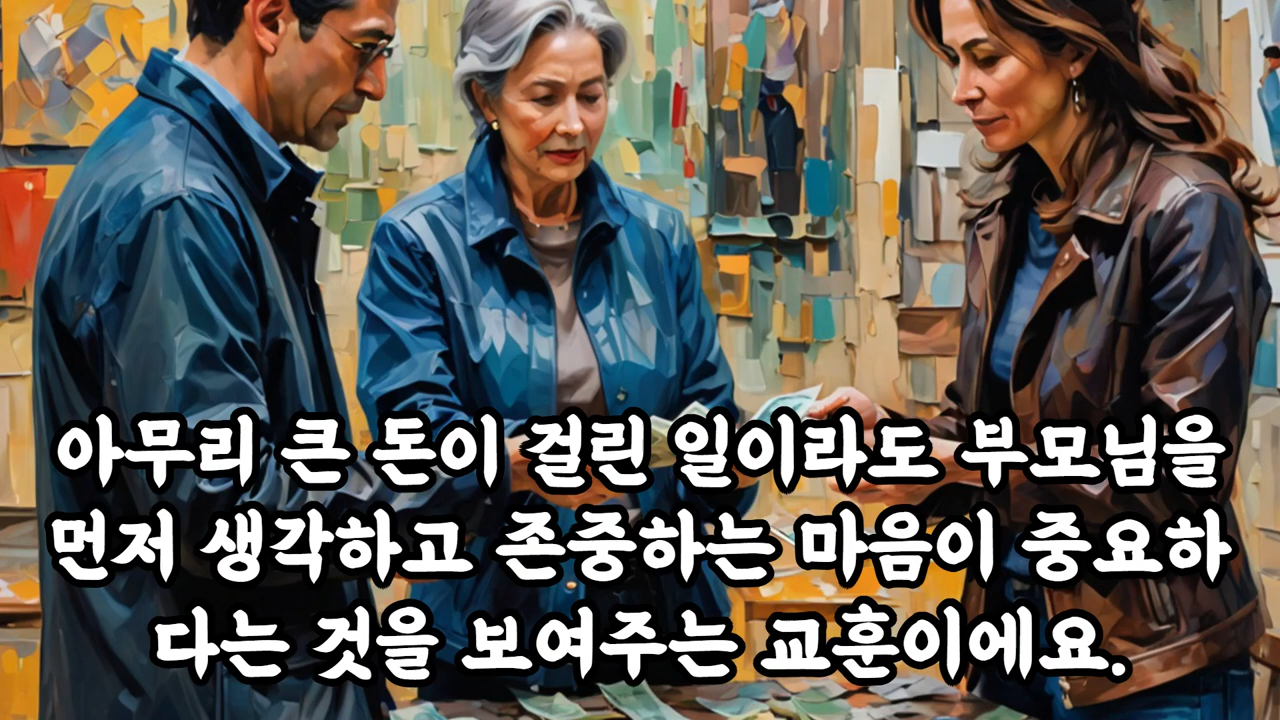 아무리 큰 돈이 걸린 일이라도 부모님을
먼저 생각하고 존중하는 마음이 중요하
다는 것을 보여주는 교훈이에요.